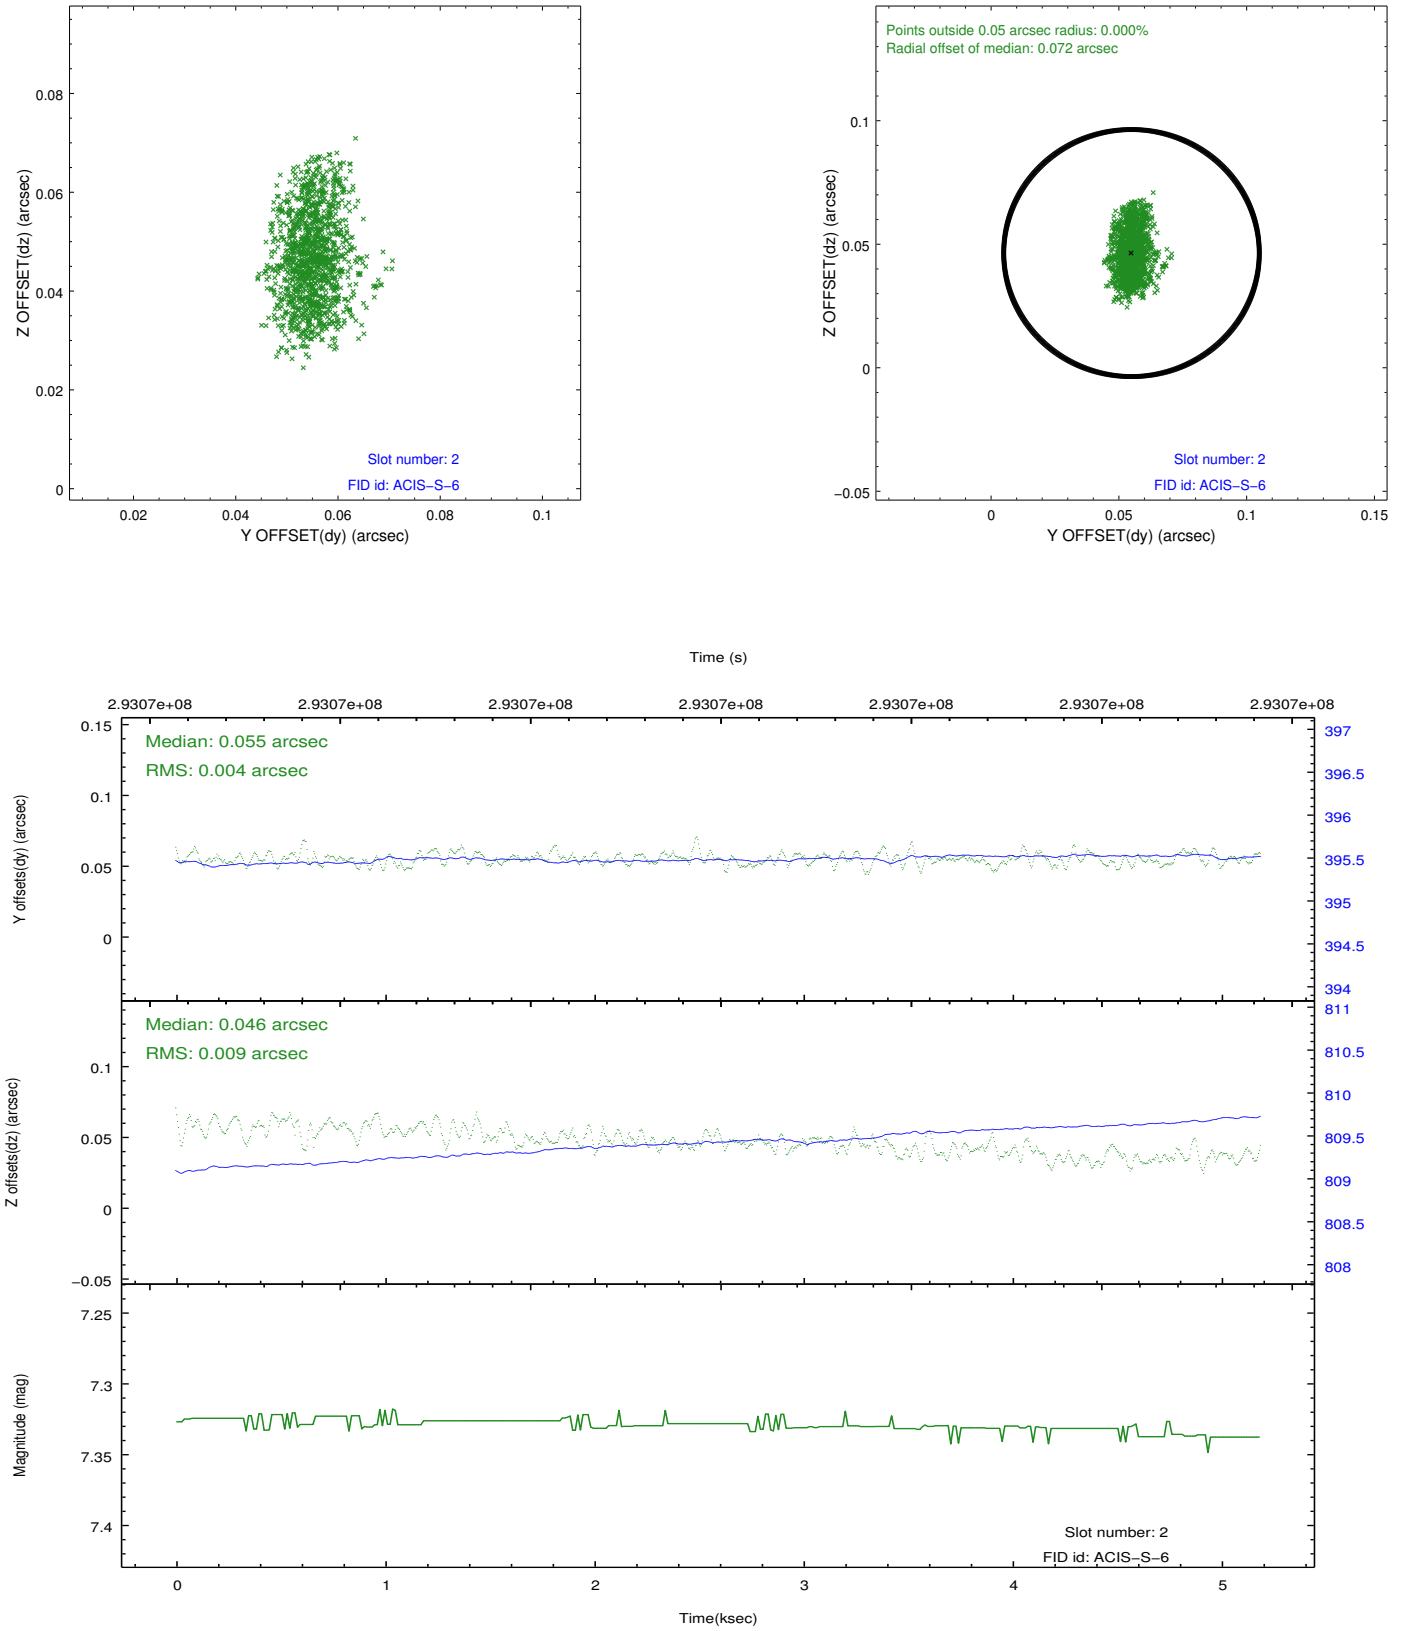 Z OFFSET(dz) (arcsec)
0.08
0.06
0.04
0.02
0
0.02 0.04 0.06 0.08 0.1
Y OFFSET(dy) (arcsec)
Slot number: 2
FID id: ACIS−S−6
Points outside 0.05 arcsec radius: 0.000%
Radial offset of median: 0.072 arcsec
Z OFFSET(dz) (arcsec)
0.1
0.05
0
−0.05
0 0.05 0.1 0.15
Y OFFSET(dy) (arcsec)
Slot number: 2
FID id: ACIS−S−6
Time (s)
2.9307e+08 2.9307e+08 2.9307e+08 2.9307e+08 2.9307e+08 2.9307e+08 2.9307e+08
Y offsets(dy) (arcsec)
0.15
0.1
0.05
0
Median: 0.055 arcsec
RMS: 0.004 arcsec
397
396.5
396
395.5
395
394.5
394
Z offsets(dz) (arcsec)
0.1
0.05
0
−0.05
Median: 0.046 arcsec
RMS: 0.009 arcsec
811
810.5
810
809.5
809
808.5
808
Magnitude (mag)
7.25
7.3
7.35
7.4
Slot number: 2
FID id: ACIS−S−6
0 1 2 3 4 5
Time(ksec)